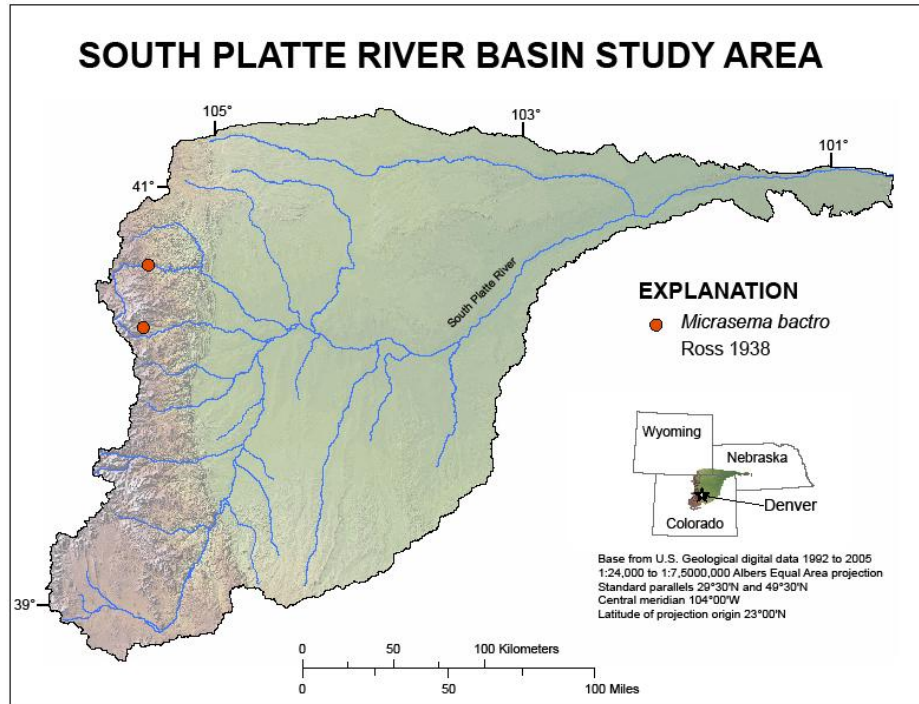 SOUTH PLATTE RIVER BASIN STUDY AREA
105°
103°
101°
41°
South Platte River
EXPLANATION
Micrasema bactro
Ross 1938
Wyoming
Nebraska
Denver
Colorado
Base from U.S. Geological digital data 1992 to 2005
1:24,000 to 1:7,5000,000 Albers Equal Area projection
Standard parallels 29°30'N and 49°30'N
Central meridian 104°00'W
Latitude of projection origin 23°00'N
39°
0 50 100 Kilometers
0 50 100 Miles